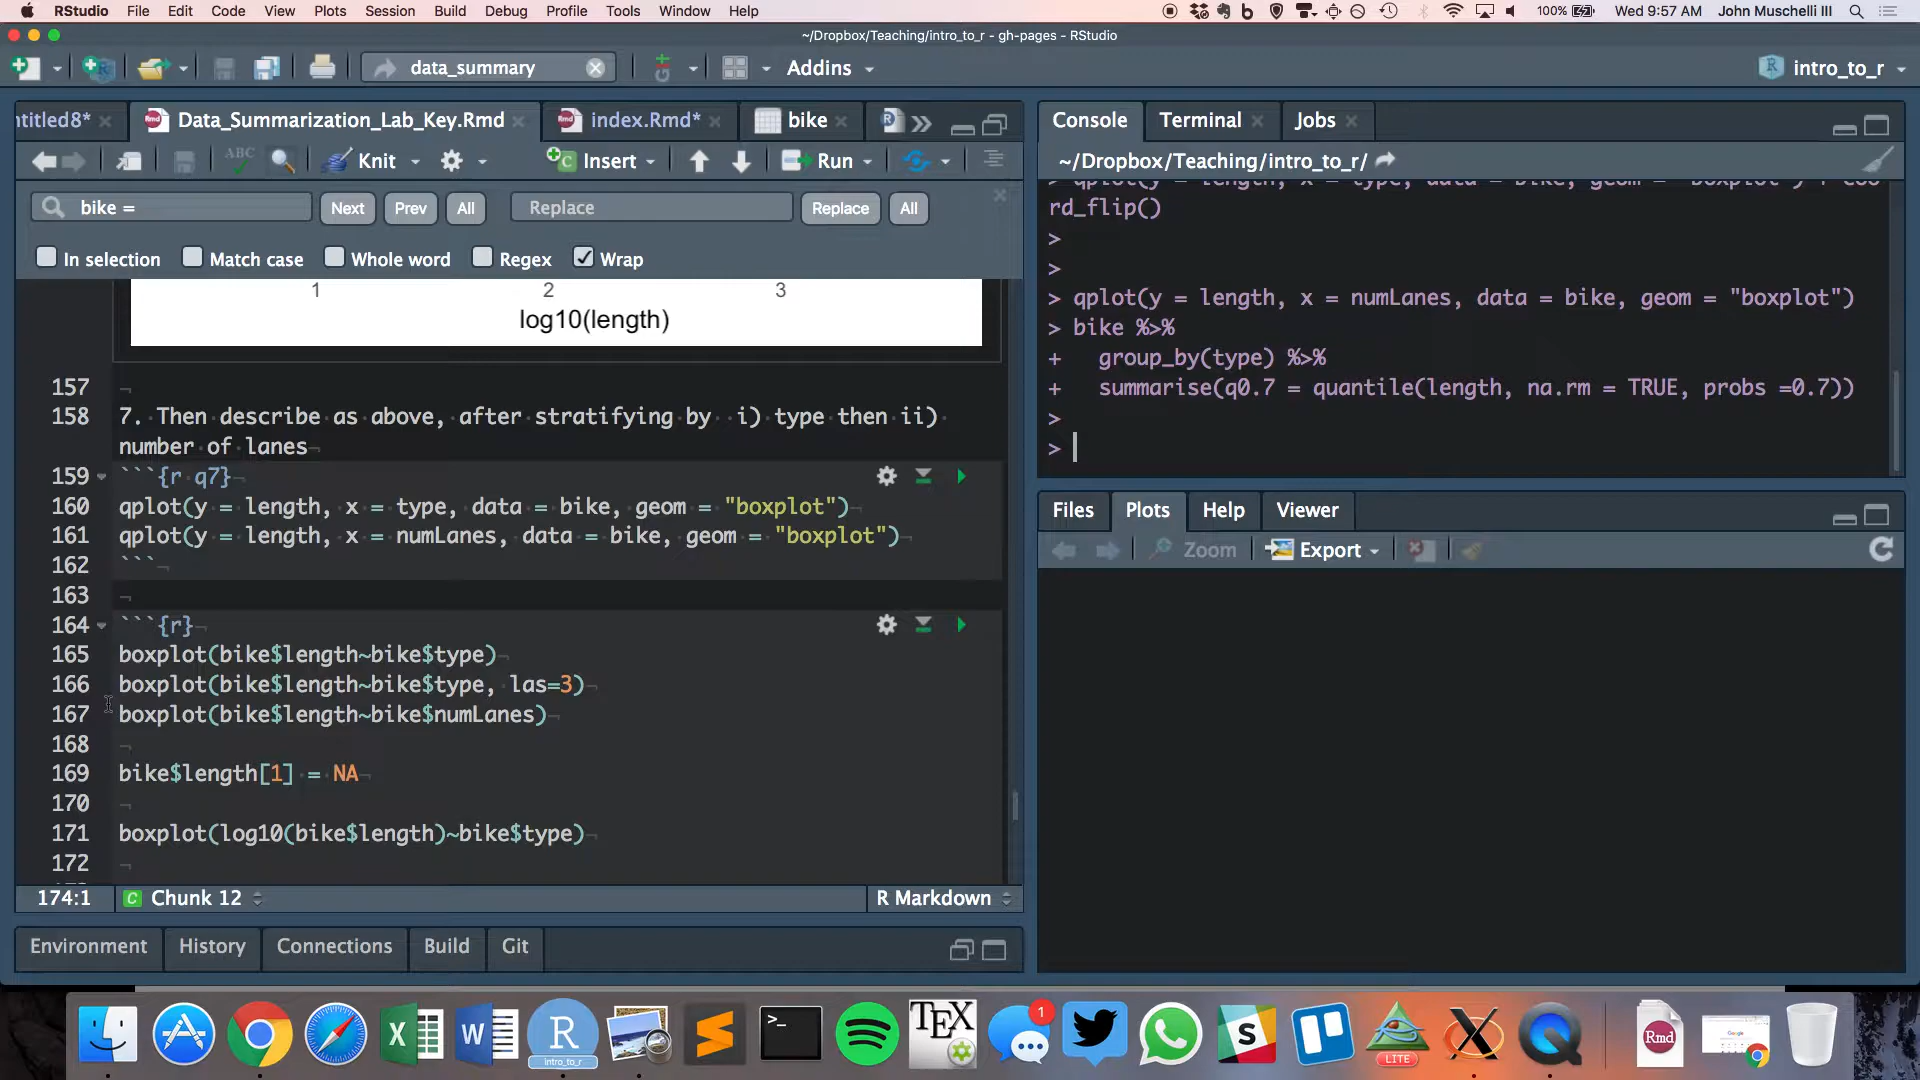 RStudio File Edit Code View Plots Session Build Debug Profile Tools Window Help 100% Wed 9:57 AM John Muschelli III
~/Dropbox/Teaching/intro_to_r - gh-pages - RStudio
data_summary Addins intro_to_r
ntitled8* Data_Summarization_Lab_Key.Rmd index.Rmd* bike
Knit Insert Run
bike = Next Prev All Replace Replace All
In selection Match case Whole word Regex Wrap
1 2 3
log10(length)
157
158 7. Then describe as above, after stratifying by i) type then ii)
number of lanes
159 ```{r q7}
160 qplot(y = length, x = type, data = bike, geom = "boxplot")
161 qplot(y = length, x = numLanes, data = bike, geom = "boxplot")
162 ```
163
164 ```{r}
165 boxplot(bike$length~bike$type)
166 boxplot(bike$length~bike$type, las=3)
167 boxplot(bike$length~bike$numLanes)
168
169 bike$length[1] = NA
170
171 boxplot(log10(bike$length)~bike$type)
172
174:1 Chunk 12 R Markdown
Environment History Connections Build Git
Console Terminal Jobs
~/Dropbox/Teaching/intro_to_r/
rd_flip()
>
>
> qplot(y = length, x = numLanes, data = bike, geom = "boxplot")
> bike %>%
+ group_by(type) %>%
+ summarise(q0.7 = quantile(length, na.rm = TRUE, probs =0.7))
>
>
Files Plots Help Viewer
Zoom Export
W R intro_to_r TEX 1 S LITE Rmd